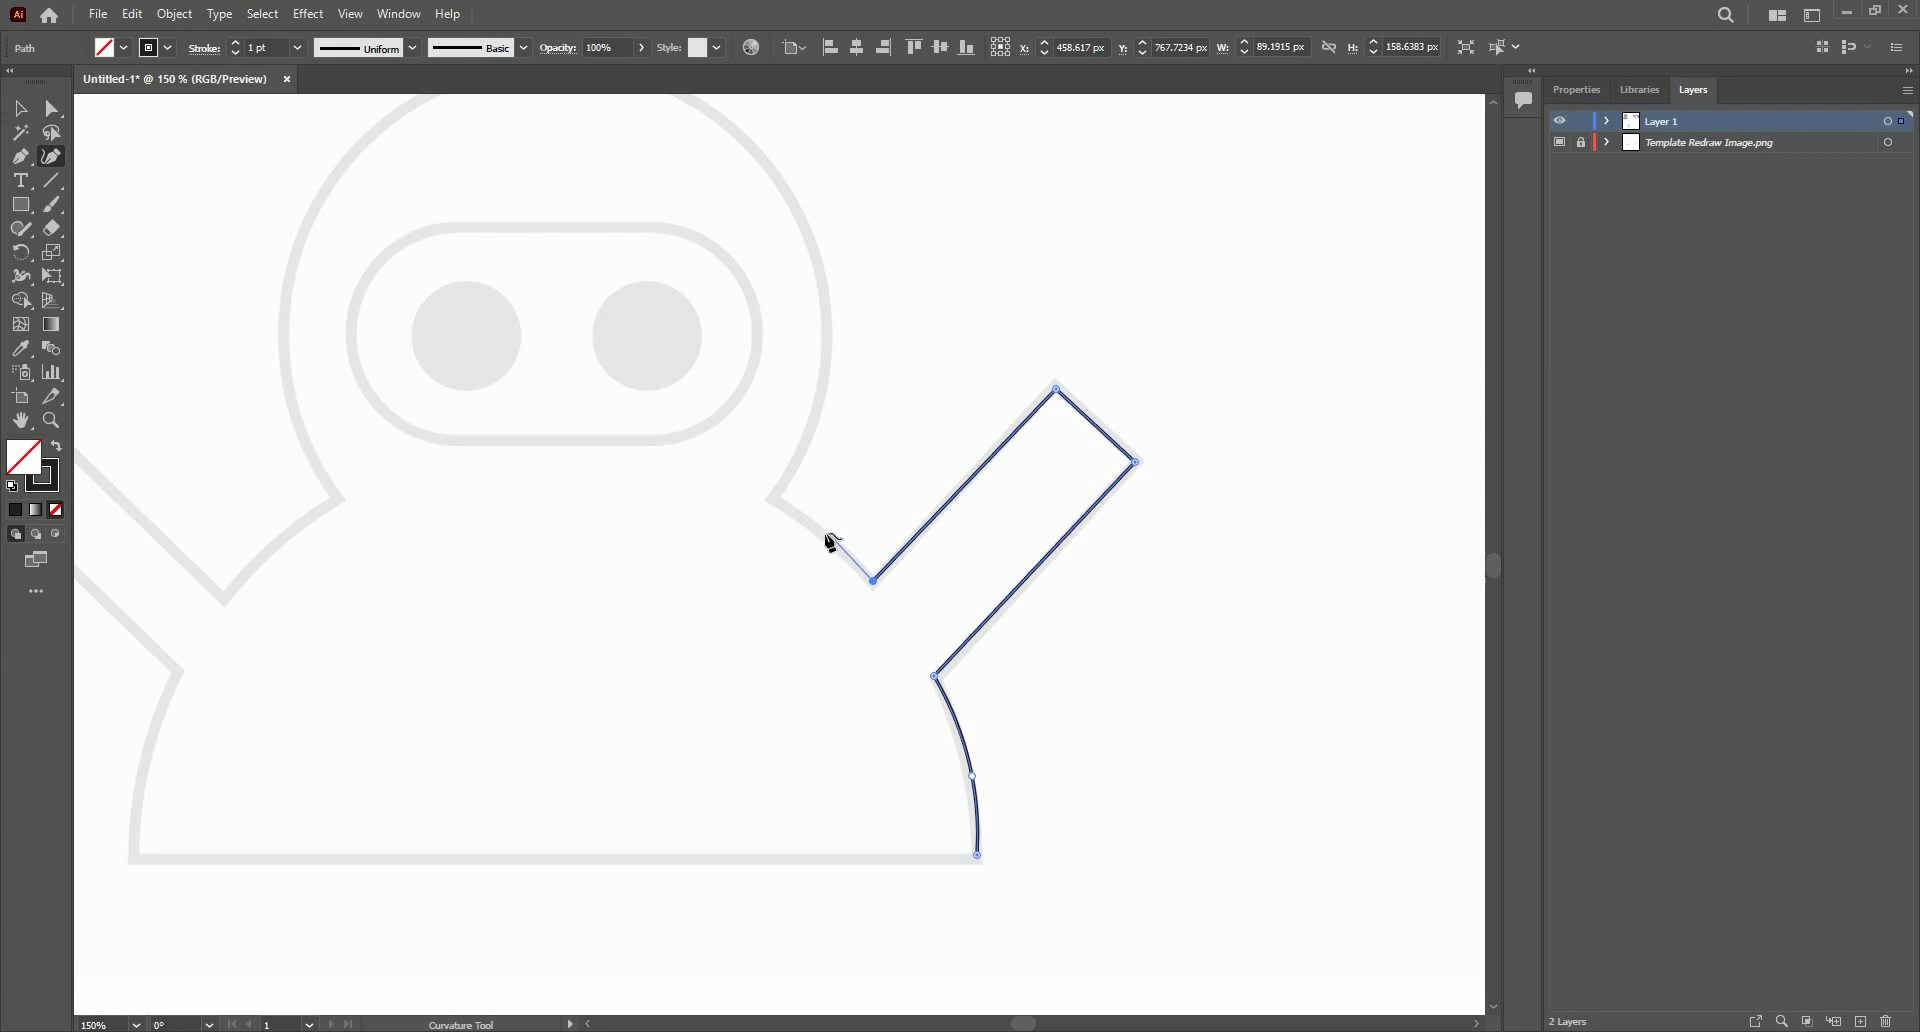 Ai File Edit Object Type Select Effect View Window Help
Path Stroke: 1 pt Uniform Basic Opacity: 100% Style: X: 458.617 px Y: 767.7234 px W: 89.1915 px H: 158.6383 px
Untitled-1* @ 150 % (RGB/Preview) ×
Properties Libraries Layers
Layer 1
Template Redraw Image.png
150% 0° 1 Curvature Tool
2 Layers